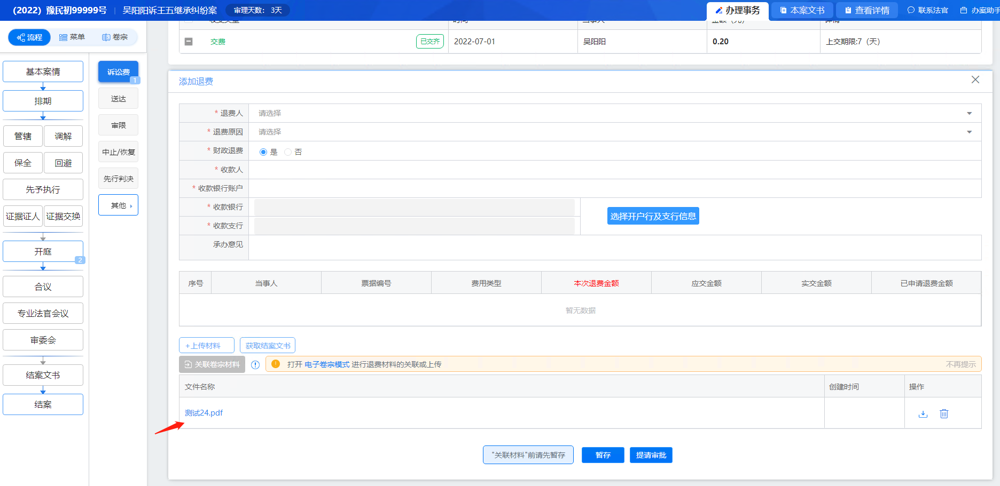 （2022）豫民初99999号 | 吴阳阳诉王五继承纠纷案 审理天数： 3天 办理事务 本案文书 查看详情 联系法官 办案助手
流程 菜单 卷宗
基本案情
排期
管辖 调解
保全 回避
先予执行
证据证人 证据交换
开庭
2
合议
专业法官会议
审委会
结案文书
结案
诉讼费
1
送达
审限
中止/恢复
先行判决
其他
交费 已交齐 2022-07-01 吴阳阳 0.20 上交期限:7（天）
添加退费
* 退费人 请选择
* 退费原因 请选择
* 财政退费 是 否
* 收款人
* 收款银行账户
* 收款银行
* 收款支行
选择开户行及支行信息
承办意见
序号 当事人 票据编号 费用类型 本次退费金额 应交金额 实交金额 已申请退费金额
暂无数据
+上传材料 获取结案文书
关联卷宗材料 打开 电子卷宗模式 进行退费材料的关联或上传 不再提示
文件名称 创建时间 操作
测试24.pdf
"关联材料"前请先暂存 暂存 提请审批